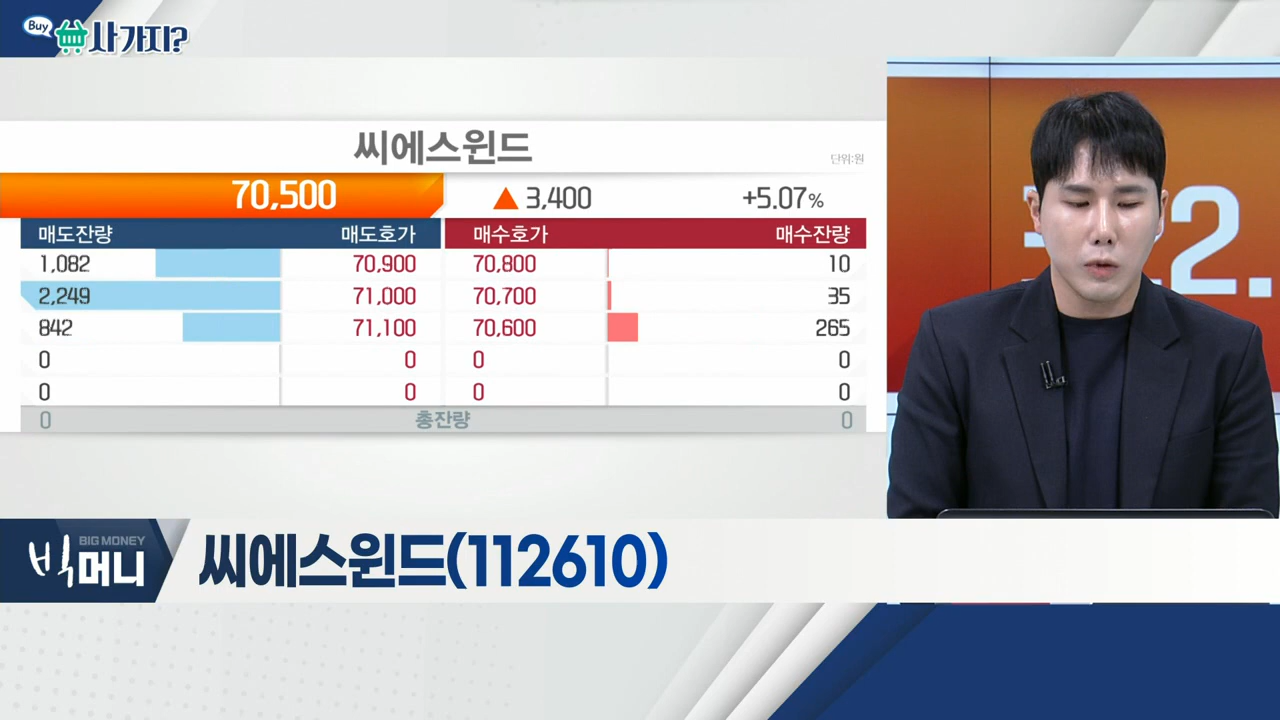 Buy
사가지?
씨에스윈드
단위:원
70,500 ▲ 3,400 +5.07%
매도잔량 매도호가 매수호가 매수잔량
1,082 70,900 70,800 10
2,249 71,000 70,700 35
842 71,100 70,600 265
0 0 0 0
0 0 0 0
0 총잔량 0
2.
BIG MONEY
빅머니
씨에스윈드(112610)